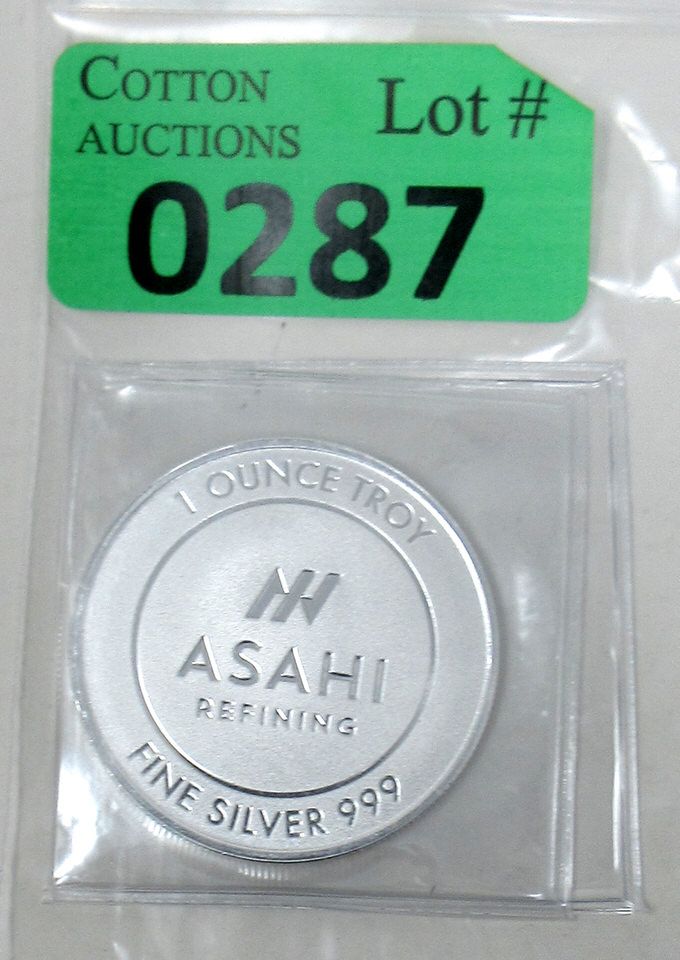 COTTON
AUCTIONS
Lot #
0287
1 OUNCE TROY
ASAHI
REFINING
FINE SILVER 999